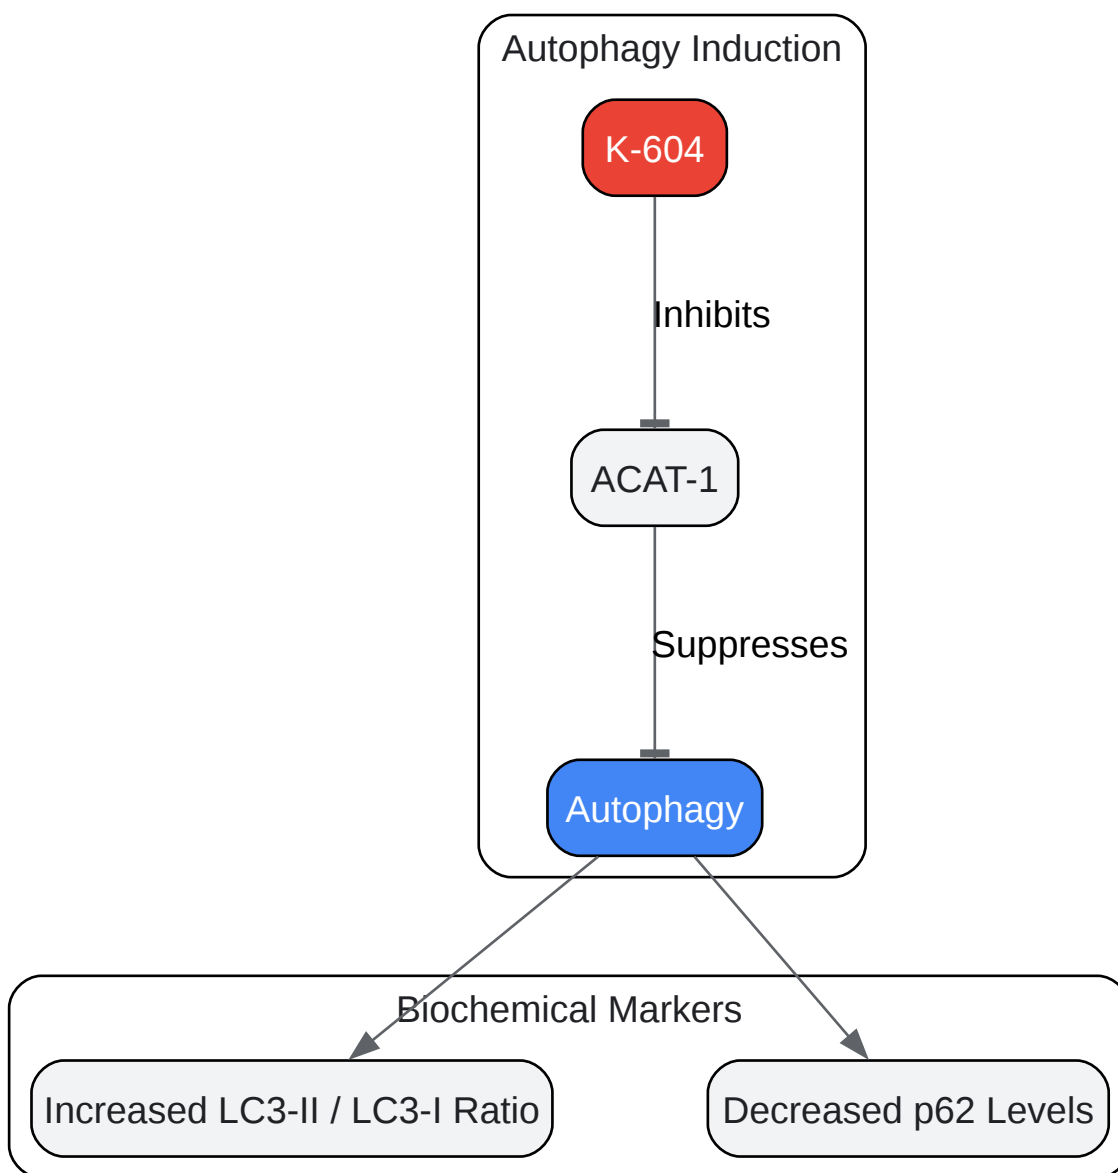 Autophagy Induction
K-604
Inhibits
ACAT-1
Suppresses
Autophagy
Biochemical Markers
Increased LC3-II / LC3-I Ratio
Decreased p62 Levels